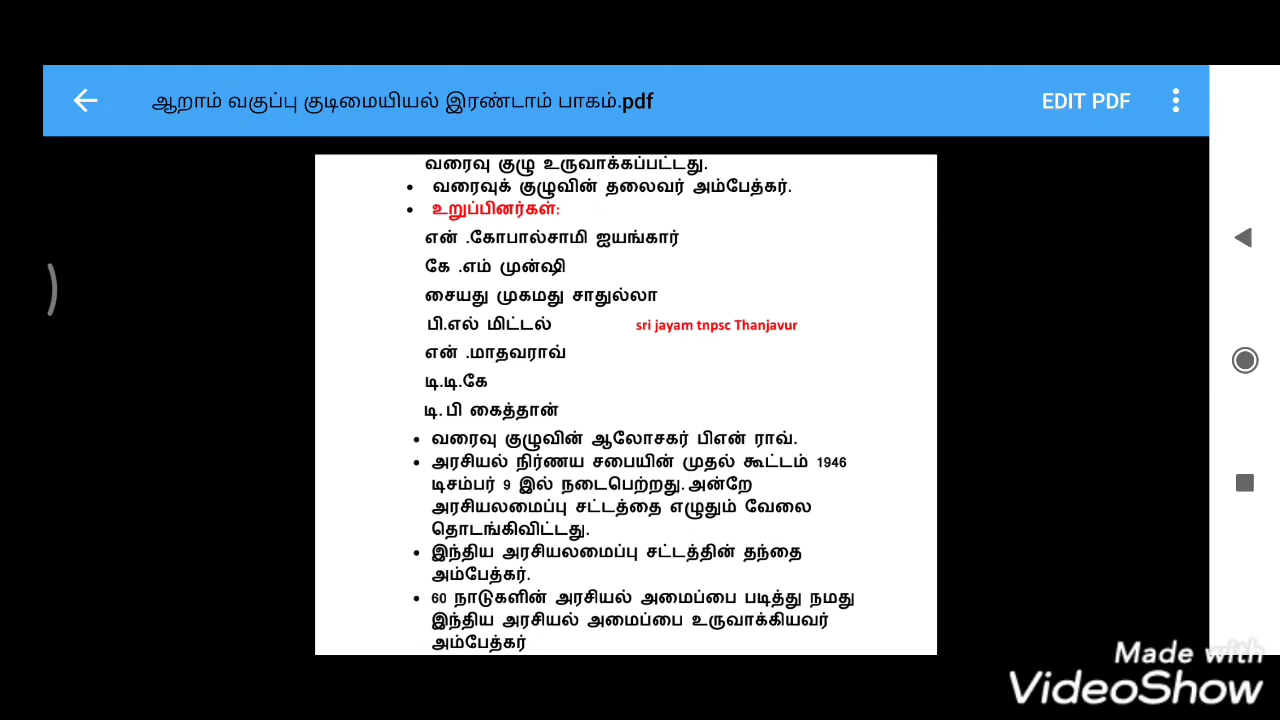 ஆறாம் வகுப்பு குடிமையியல் இரண்டாம் பாகம்.pdf
EDIT PDF
வரைவு குழு உருவாக்கப்பட்டது.
• வரைவுக் குழுவின் தலைவர் அம்பேத்கர்.
• உறுப்பினர்கள்:
என் .கோபால்சாமி ஐயங்கார்
கே .எம் முன்ஷி
சையது முகமது சாதுல்லா
பி.எல் மிட்டல்
sri jayam tnpsc Thanjavur
என் .மாதவராவ்
டி.டி.கே
டி. பி கைத்தான்
• வரைவு குழுவின் ஆலோசகர் பிஎன் ராவ்.
• அரசியல் நிர்ணய சபையின் முதல் கூட்டம் 1946
டிசம்பர் 9 இல் நடைபெற்றது. அன்றே
அரசியலமைப்பு சட்டத்தை எழுதும் வேலை
தொடங்கிவிட்டது.
• இந்திய அரசியலமைப்பு சட்டத்தின் தந்தை
அம்பேத்கர்.
• 60 நாடுகளின் அரசியல் அமைப்பை படித்து நமது
இந்திய அரசியல் அமைப்பை உருவாக்கியவர்
அம்பேத்கர்
Made with
VideoShow